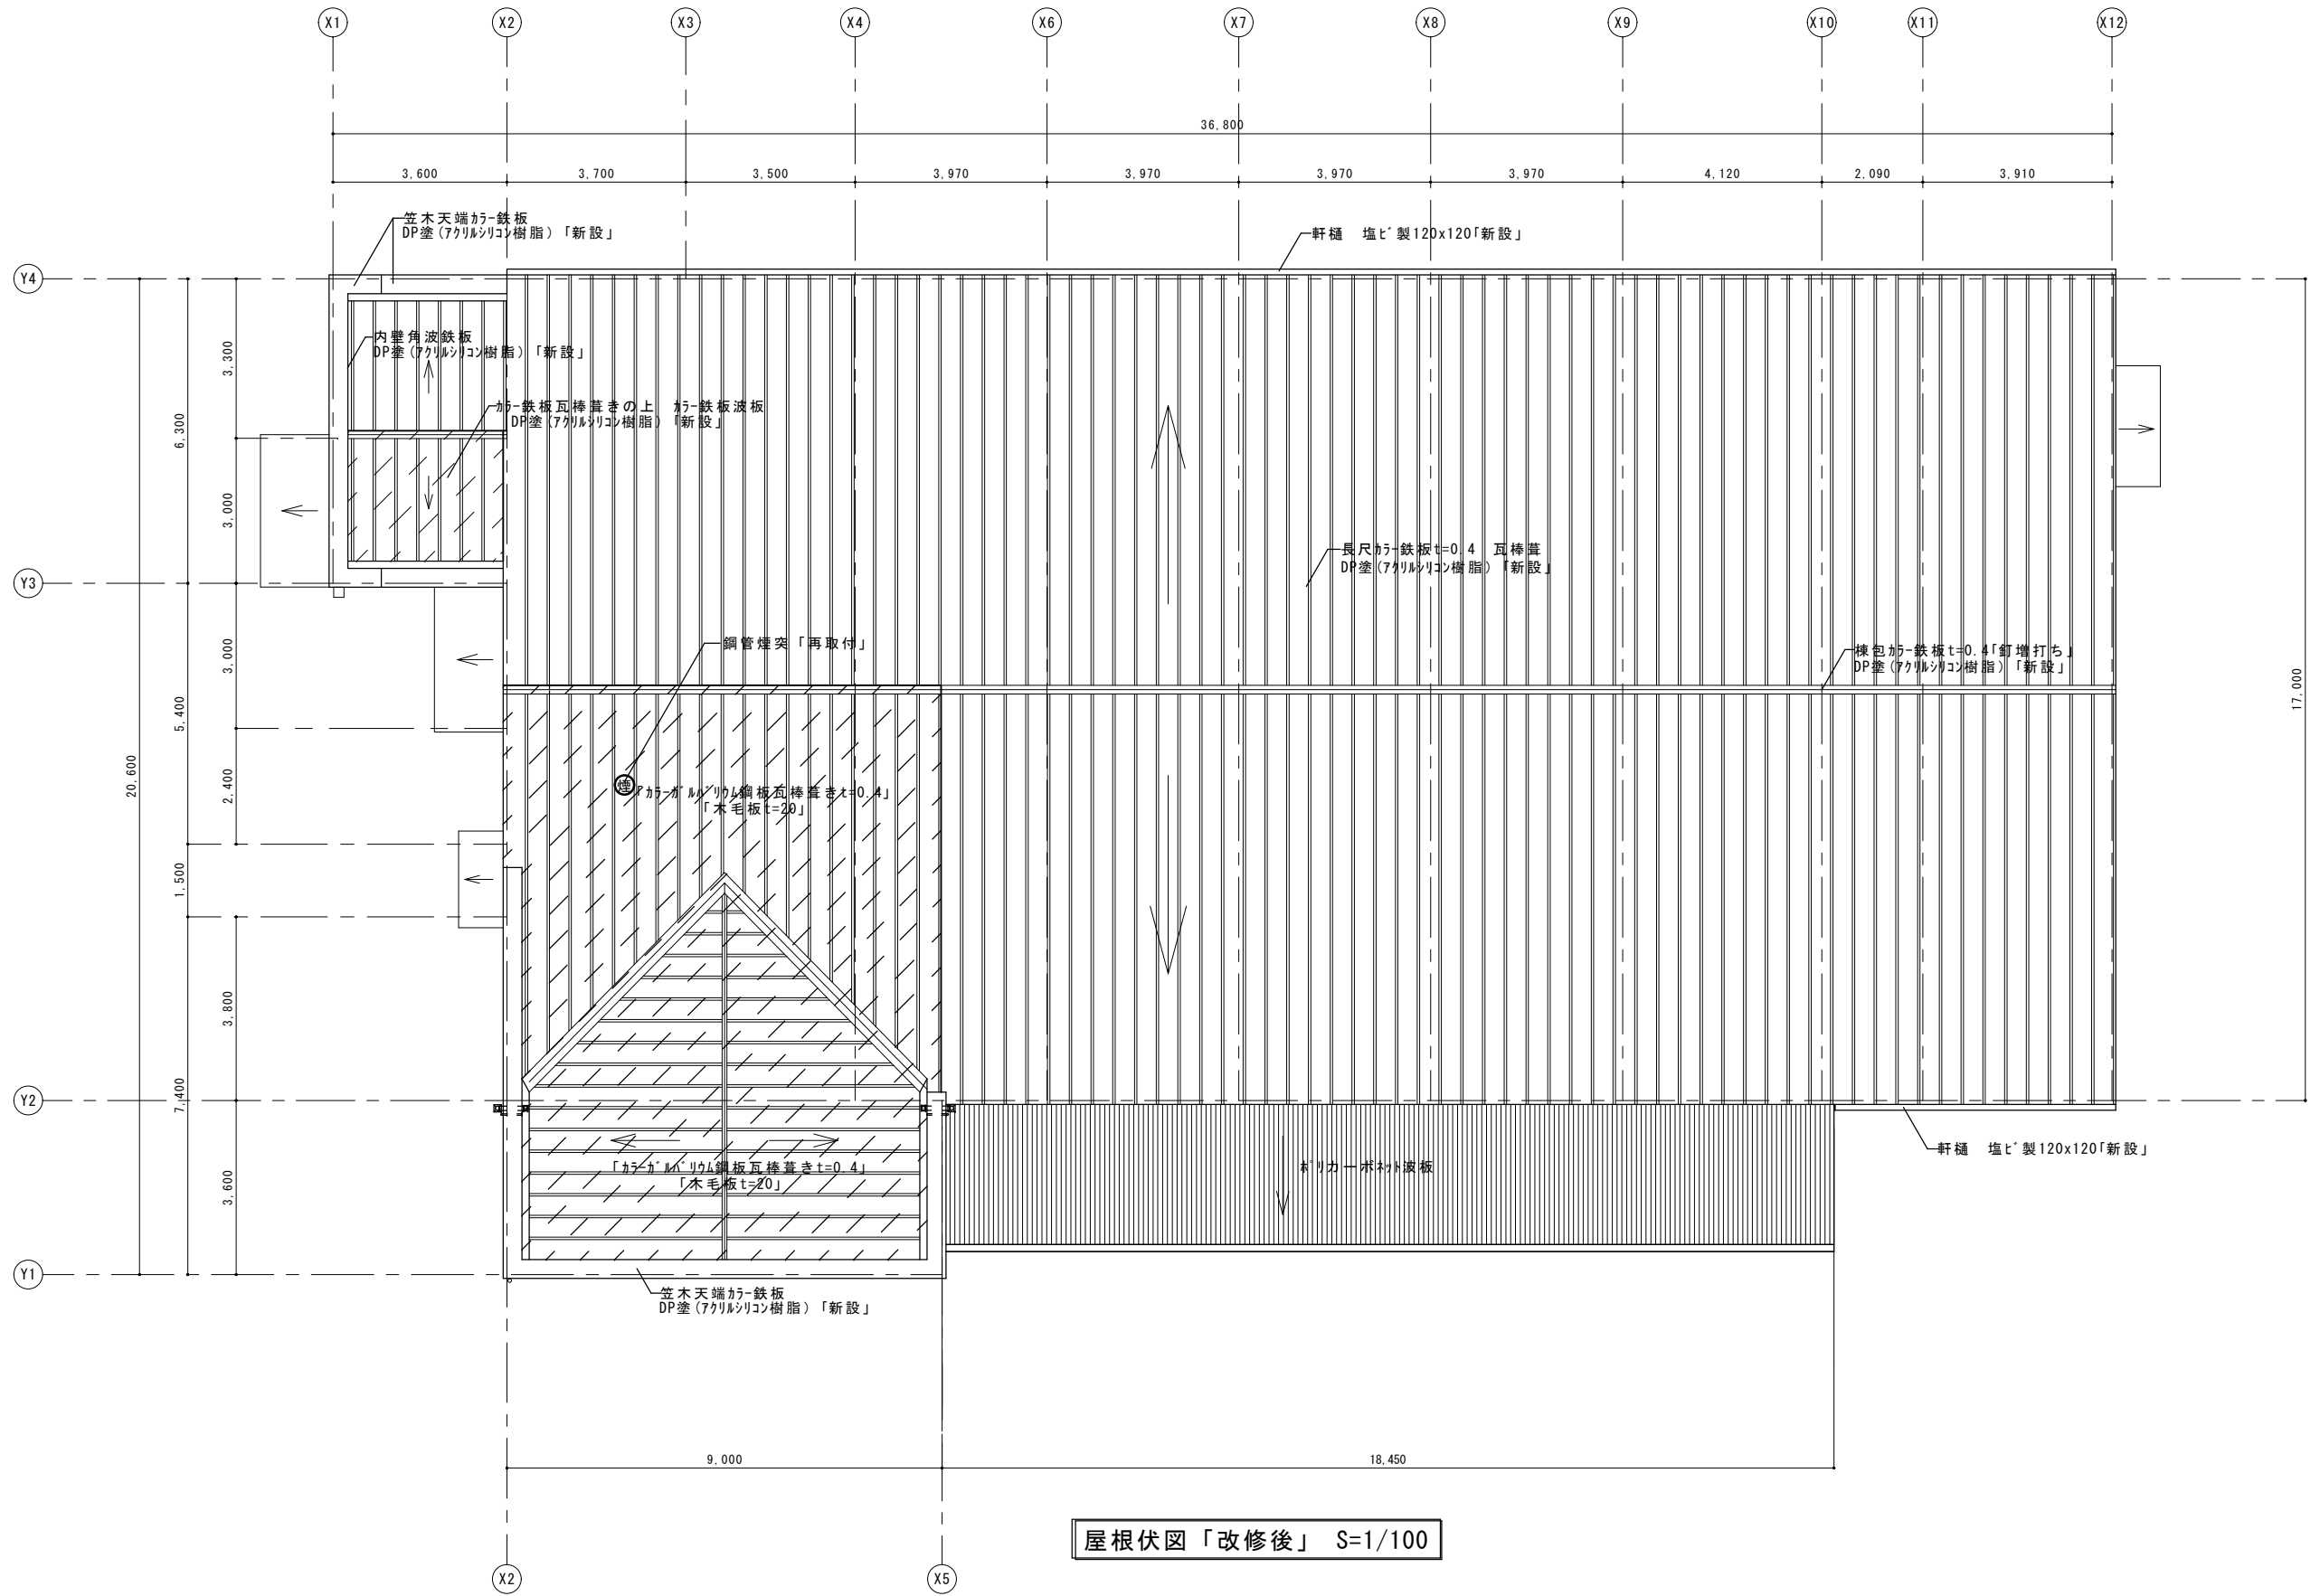 X1 X2 X3 X4 X6 X7 X8 X9 X10 X11 X12
36,800
3,600 3,700 3,500 3,970 3,970 3,970 3,970 4,120 2,090 3,910
笠木天端ｶﾗｰ鉄板
DP塗(ｱｸﾘﾙｼﾘｺﾝ樹脂)「新設」
軒樋　塩ﾋﾞ製120x120「新設」
Y4
内壁角波鉄板
DP塗(ｱｸﾘﾙｼﾘｺﾝ樹脂)「新設」
3,300
ｶﾗｰ鉄板瓦棒葺きの上　ｶﾗｰ鉄板波板
DP塗(ｱｸﾘﾙｼﾘｺﾝ樹脂)「新設」
6,300
3,000
長尺ｶﾗｰ鉄板t=0.4　瓦棒葺
DP塗(ｱｸﾘﾙｼﾘｺﾝ樹脂)「新設」
Y3
鋼管煙突「再取付」
3,000
棟包ｶﾗｰ鉄板t=0.4「釘増打ち」
DP塗(ｱｸﾘﾙｼﾘｺﾝ樹脂)「新設」
17,000
5,400
20,600
2,400
煙
「ｶﾗｰｶﾞﾙﾊﾞﾘｳﾑ鋼板瓦棒葺きt=0.4」
「木毛板t=20」
1,500
3,800
Y2
7,400
軒樋　塩ﾋﾞ製120x120「新設」
「ｶﾗｰｶﾞﾙﾊﾞﾘｳﾑ鋼板瓦棒葺きt=0.4」
「木毛板t=20」
ﾎﾟﾘカーボﾈｯﾄ波板
3,600
Y1
笠木天端ｶﾗｰ鉄板
DP塗(ｱｸﾘﾙｼﾘｺﾝ樹脂)「新設」
9,000 18,450
屋根伏図「改修後」 S=1/100
X2 X5